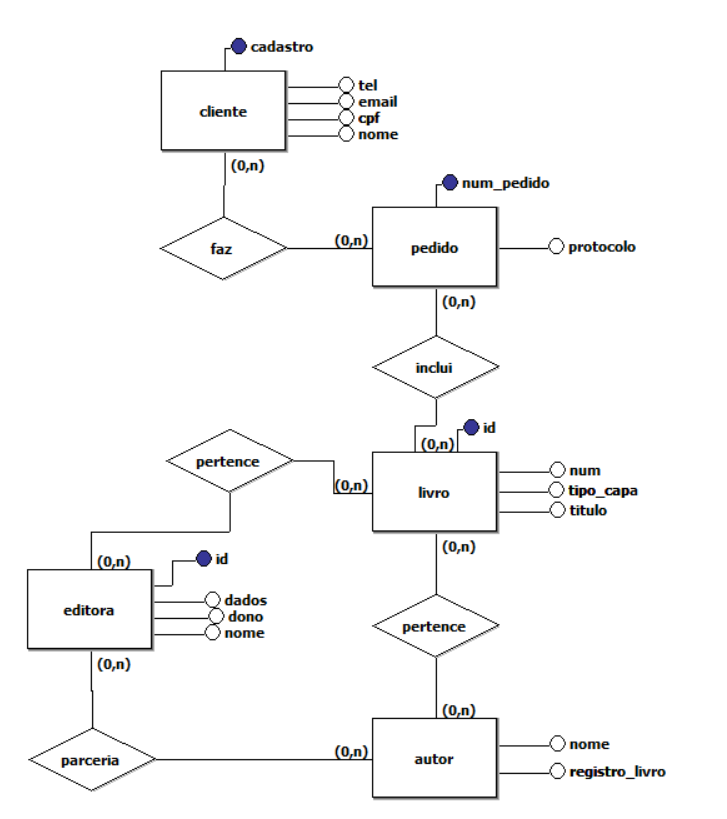 cadastro
cliente
tel
email
cpf
nome
(0,n)
num_pedido
faz
(0,n)
pedido
protocolo
(0,n)
inclui
id
(0,n)
pertence
(0,n)
livro
num
tipo_capa
titulo
(0,n)
(0,n)
id
editora
dados
dono
nome
pertence
(0,n)
(0,n)
parceria
(0,n)
autor
nome
registro_livro